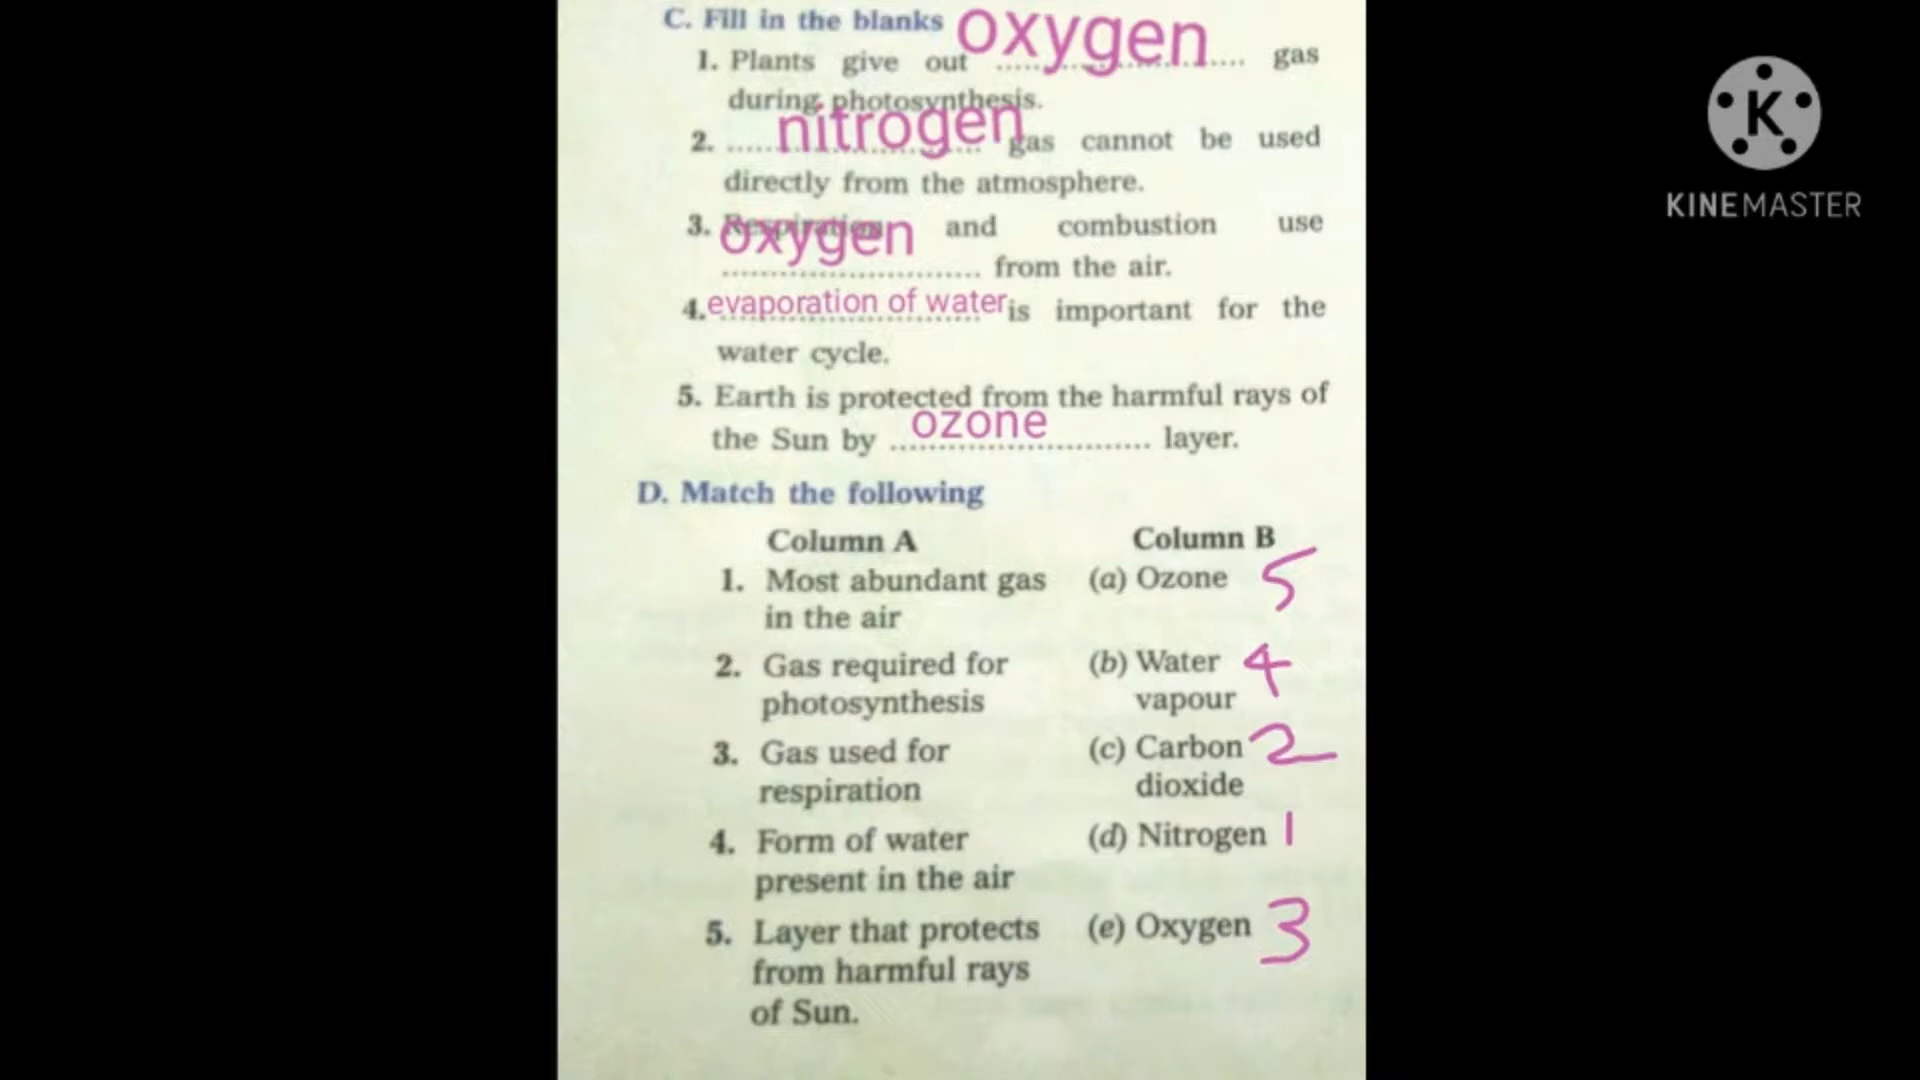 C. Fill in the blanks
1. Plants give out oxygen gas
during photosynthesis.
2. nitrogen gas cannot be used
directly from the atmosphere.
3. Respiration and combustion use
oxygen from the air.
4. evaporation of water is important for the
water cycle.
5. Earth is protected from the harmful rays of
the Sun by ozone layer.
D. Match the following
Column A Column B
1. Most abundant gas (a) Ozone 5
in the air
2. Gas required for (b) Water 4
photosynthesis vapour
3. Gas used for (c) Carbon 2
respiration dioxide
4. Form of water (d) Nitrogen 1
present in the air
5. Layer that protects (e) Oxygen 3
from harmful rays
of Sun.
K
KINEMASTER